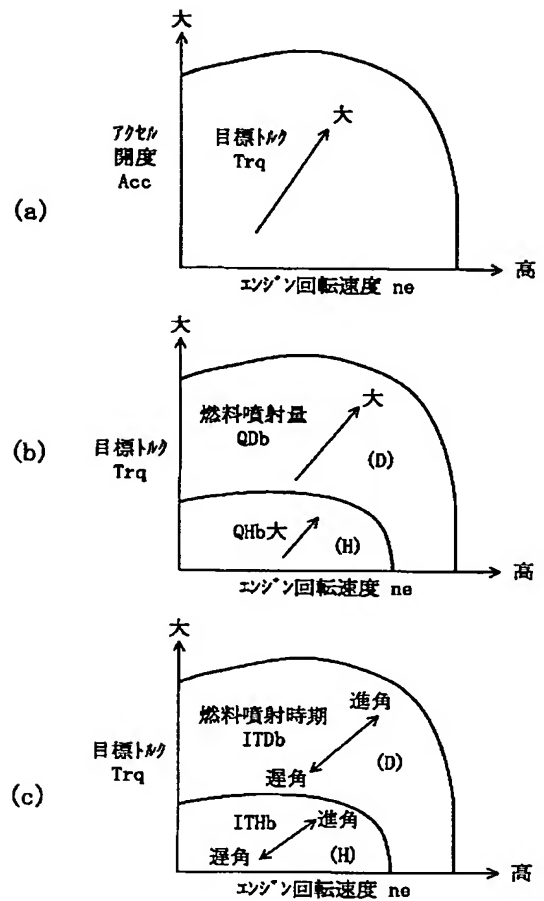 大
アクセル
開度
Acc
目標トルク
Trq
大
(a)
エンジン回転速度 ne
高
大
燃料噴射量
QDb
大
(b)
目標トルク
Trq
(D)
QHb大
(H)
エンジン回転速度 ne
高
大
燃料噴射時期
ITDb
進角
目標トルク
Trq
遅角
(D)
(c)
ITHb
進角
遅角
(H)
エンジン回転速度 ne
高